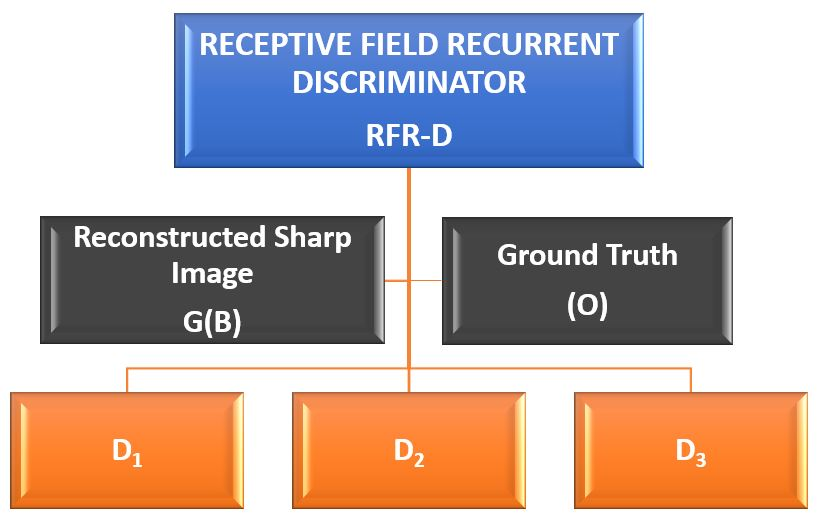 RECEPTIVE FIELD RECURRENT
DISCRIMINATOR
RFR-D
Reconstructed Sharp
Image
G(B)
Ground Truth
(O)
D₁
D₂
D₃